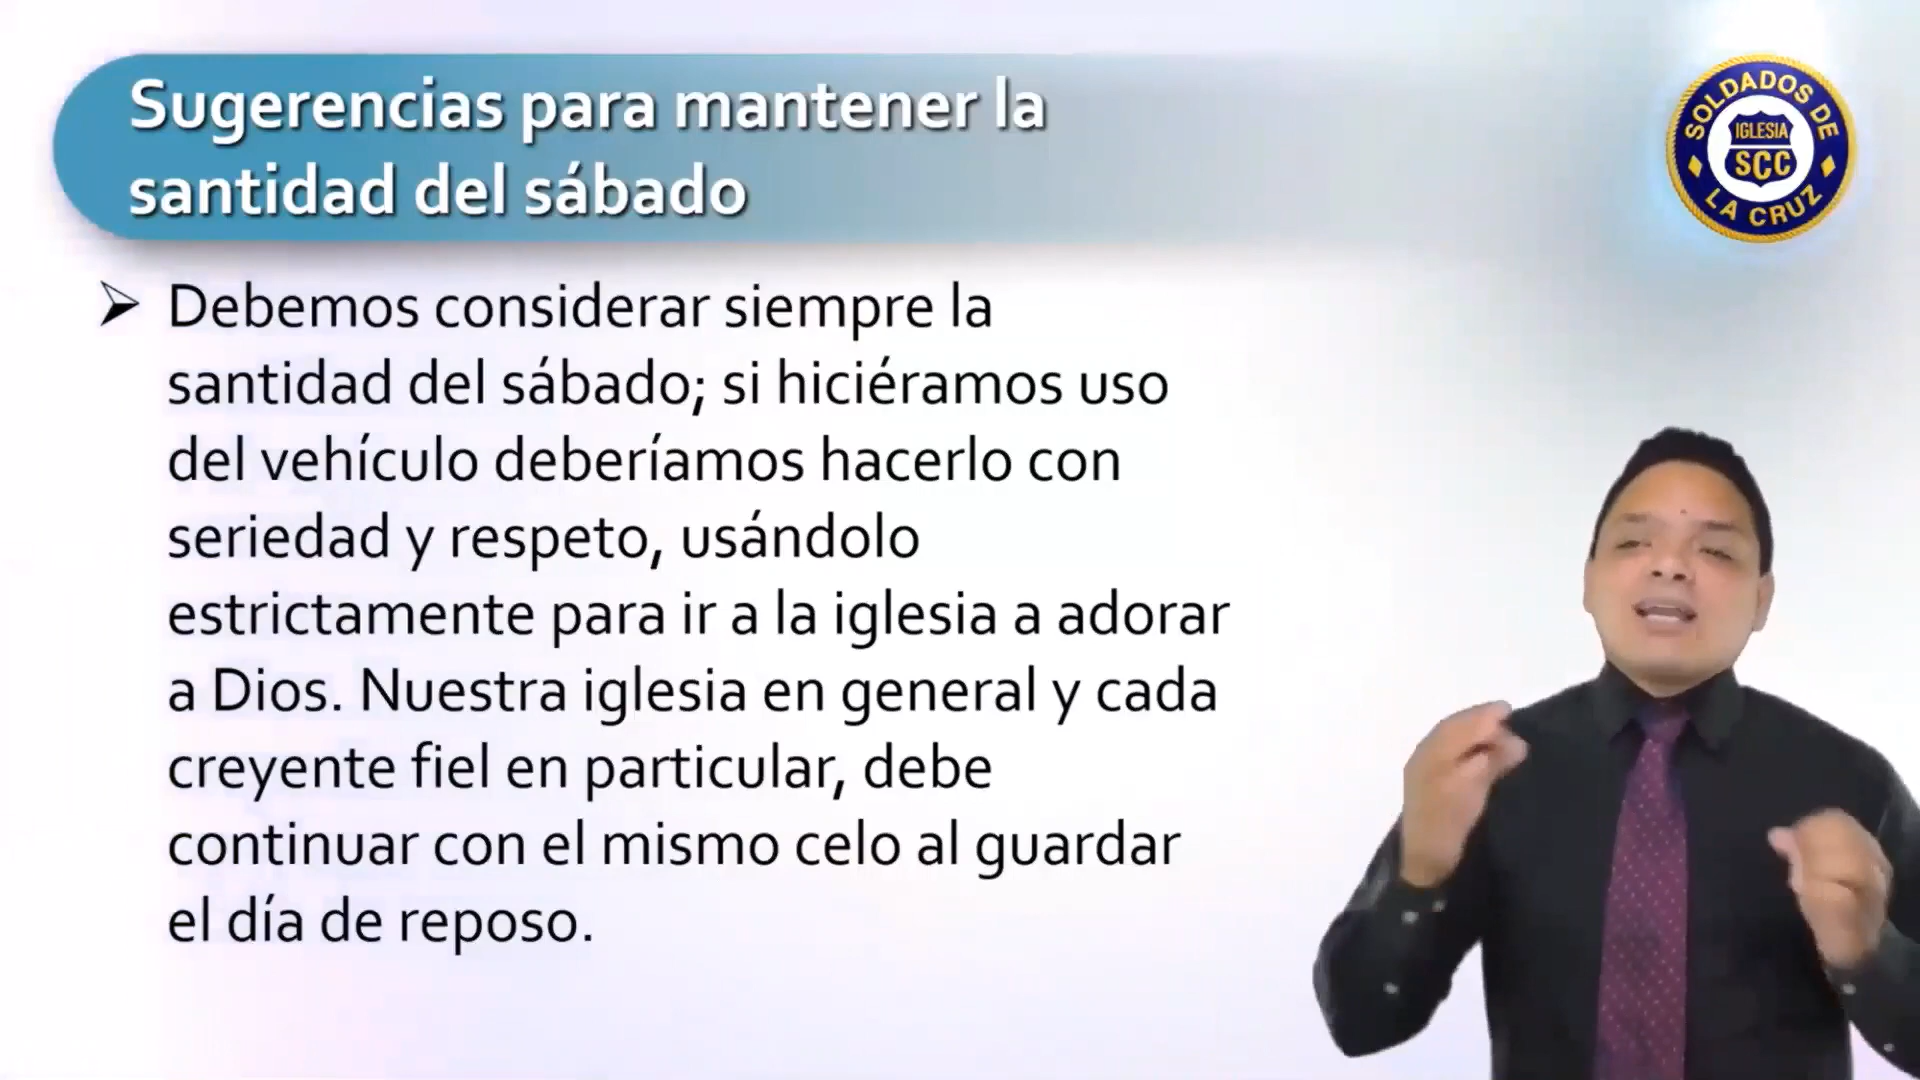 Sugerencias para mantener la
santidad del sábado
SOLDADOS DE
IGLESIA
SCC
LA CRUZ
➢ Debemos considerar siempre la
santidad del sábado; si hiciéramos uso
del vehículo deberíamos hacerlo con
seriedad y respeto, usándolo
estrictamente para ir a la iglesia a adorar
a Dios. Nuestra iglesia en general y cada
creyente fiel en particular, debe
continuar con el mismo celo al guardar
el día de reposo.